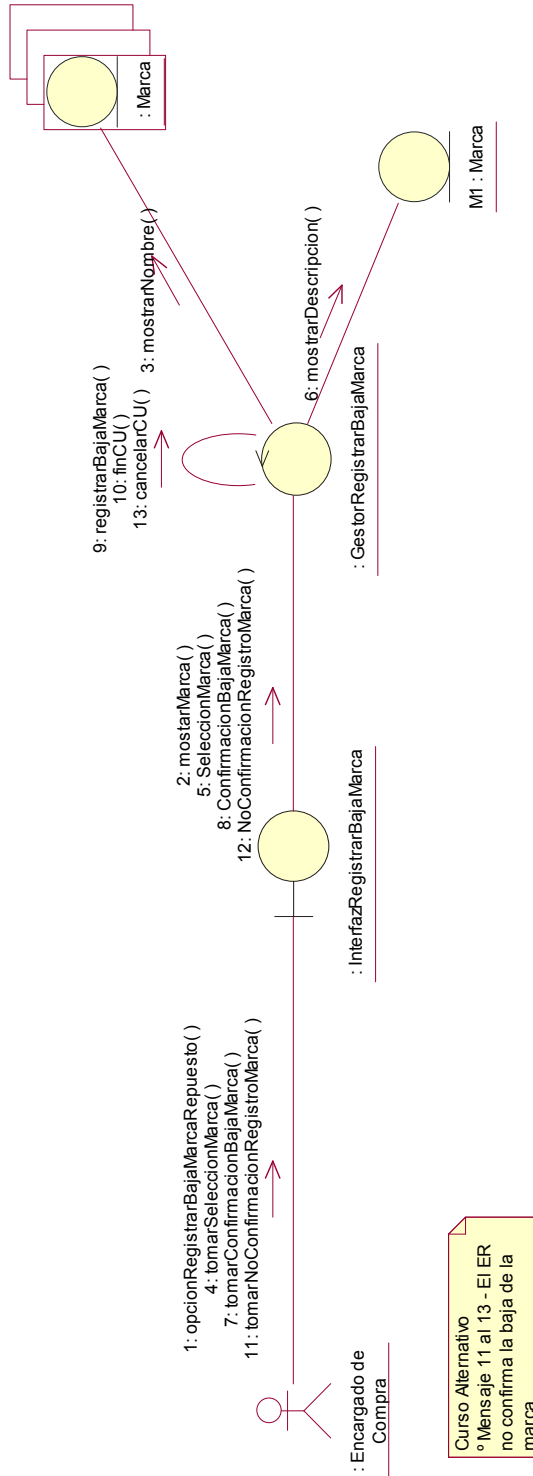 : Marca
3: mostrarNombre( )
M1 : Marca
6: mostrarDescripcion( )
9: registrarBajaMarca( )
10: finCU( )
13: cancelarCU( )
: GestorRegistrarBajaMarca
2: mostarMarca( )
5: SeleccionMarca( )
8: ConfirmacionBajaMarca( )
12: NoConfirmacionRegistroMarca( )
: InterfazRegistrarBajaMarca
1: opcionRegistrarBajaMarcaRepuesto( )
4: tomarSeleccionMarca( )
7: tomarConfirmacionBajaMarca( )
11: tomarNoConfirmacionRegistroMarca( )
: Encargado de
Compra
Curso Alternativo
º Mensaje 11 al 13 - El ER
no confirma la baja de la
marca